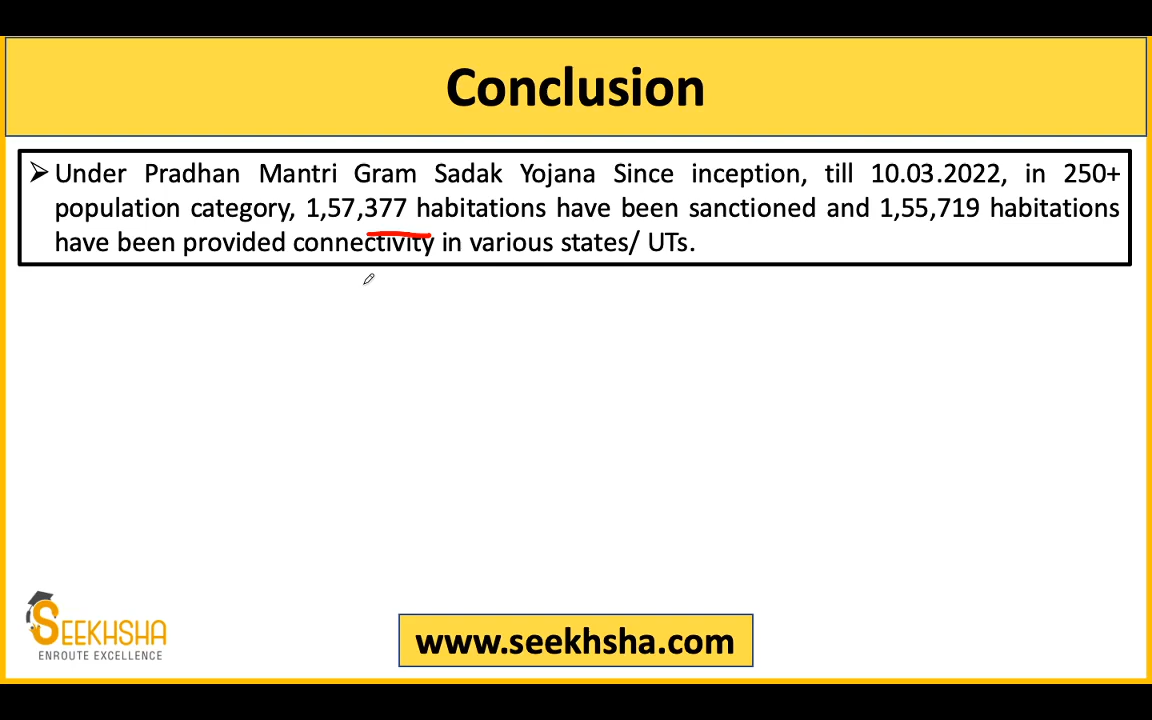 Conclusion
➢ Under Pradhan Mantri Gram Sadak Yojana Since inception, till 10.03.2022, in 250+
population category, 1,57,377 habitations have been sanctioned and 1,55,719 habitations
have been provided connectivity in various states/ UTs.
SEEKHSHA
ENROUTE EXCELLENCE
www.seekhsha.com